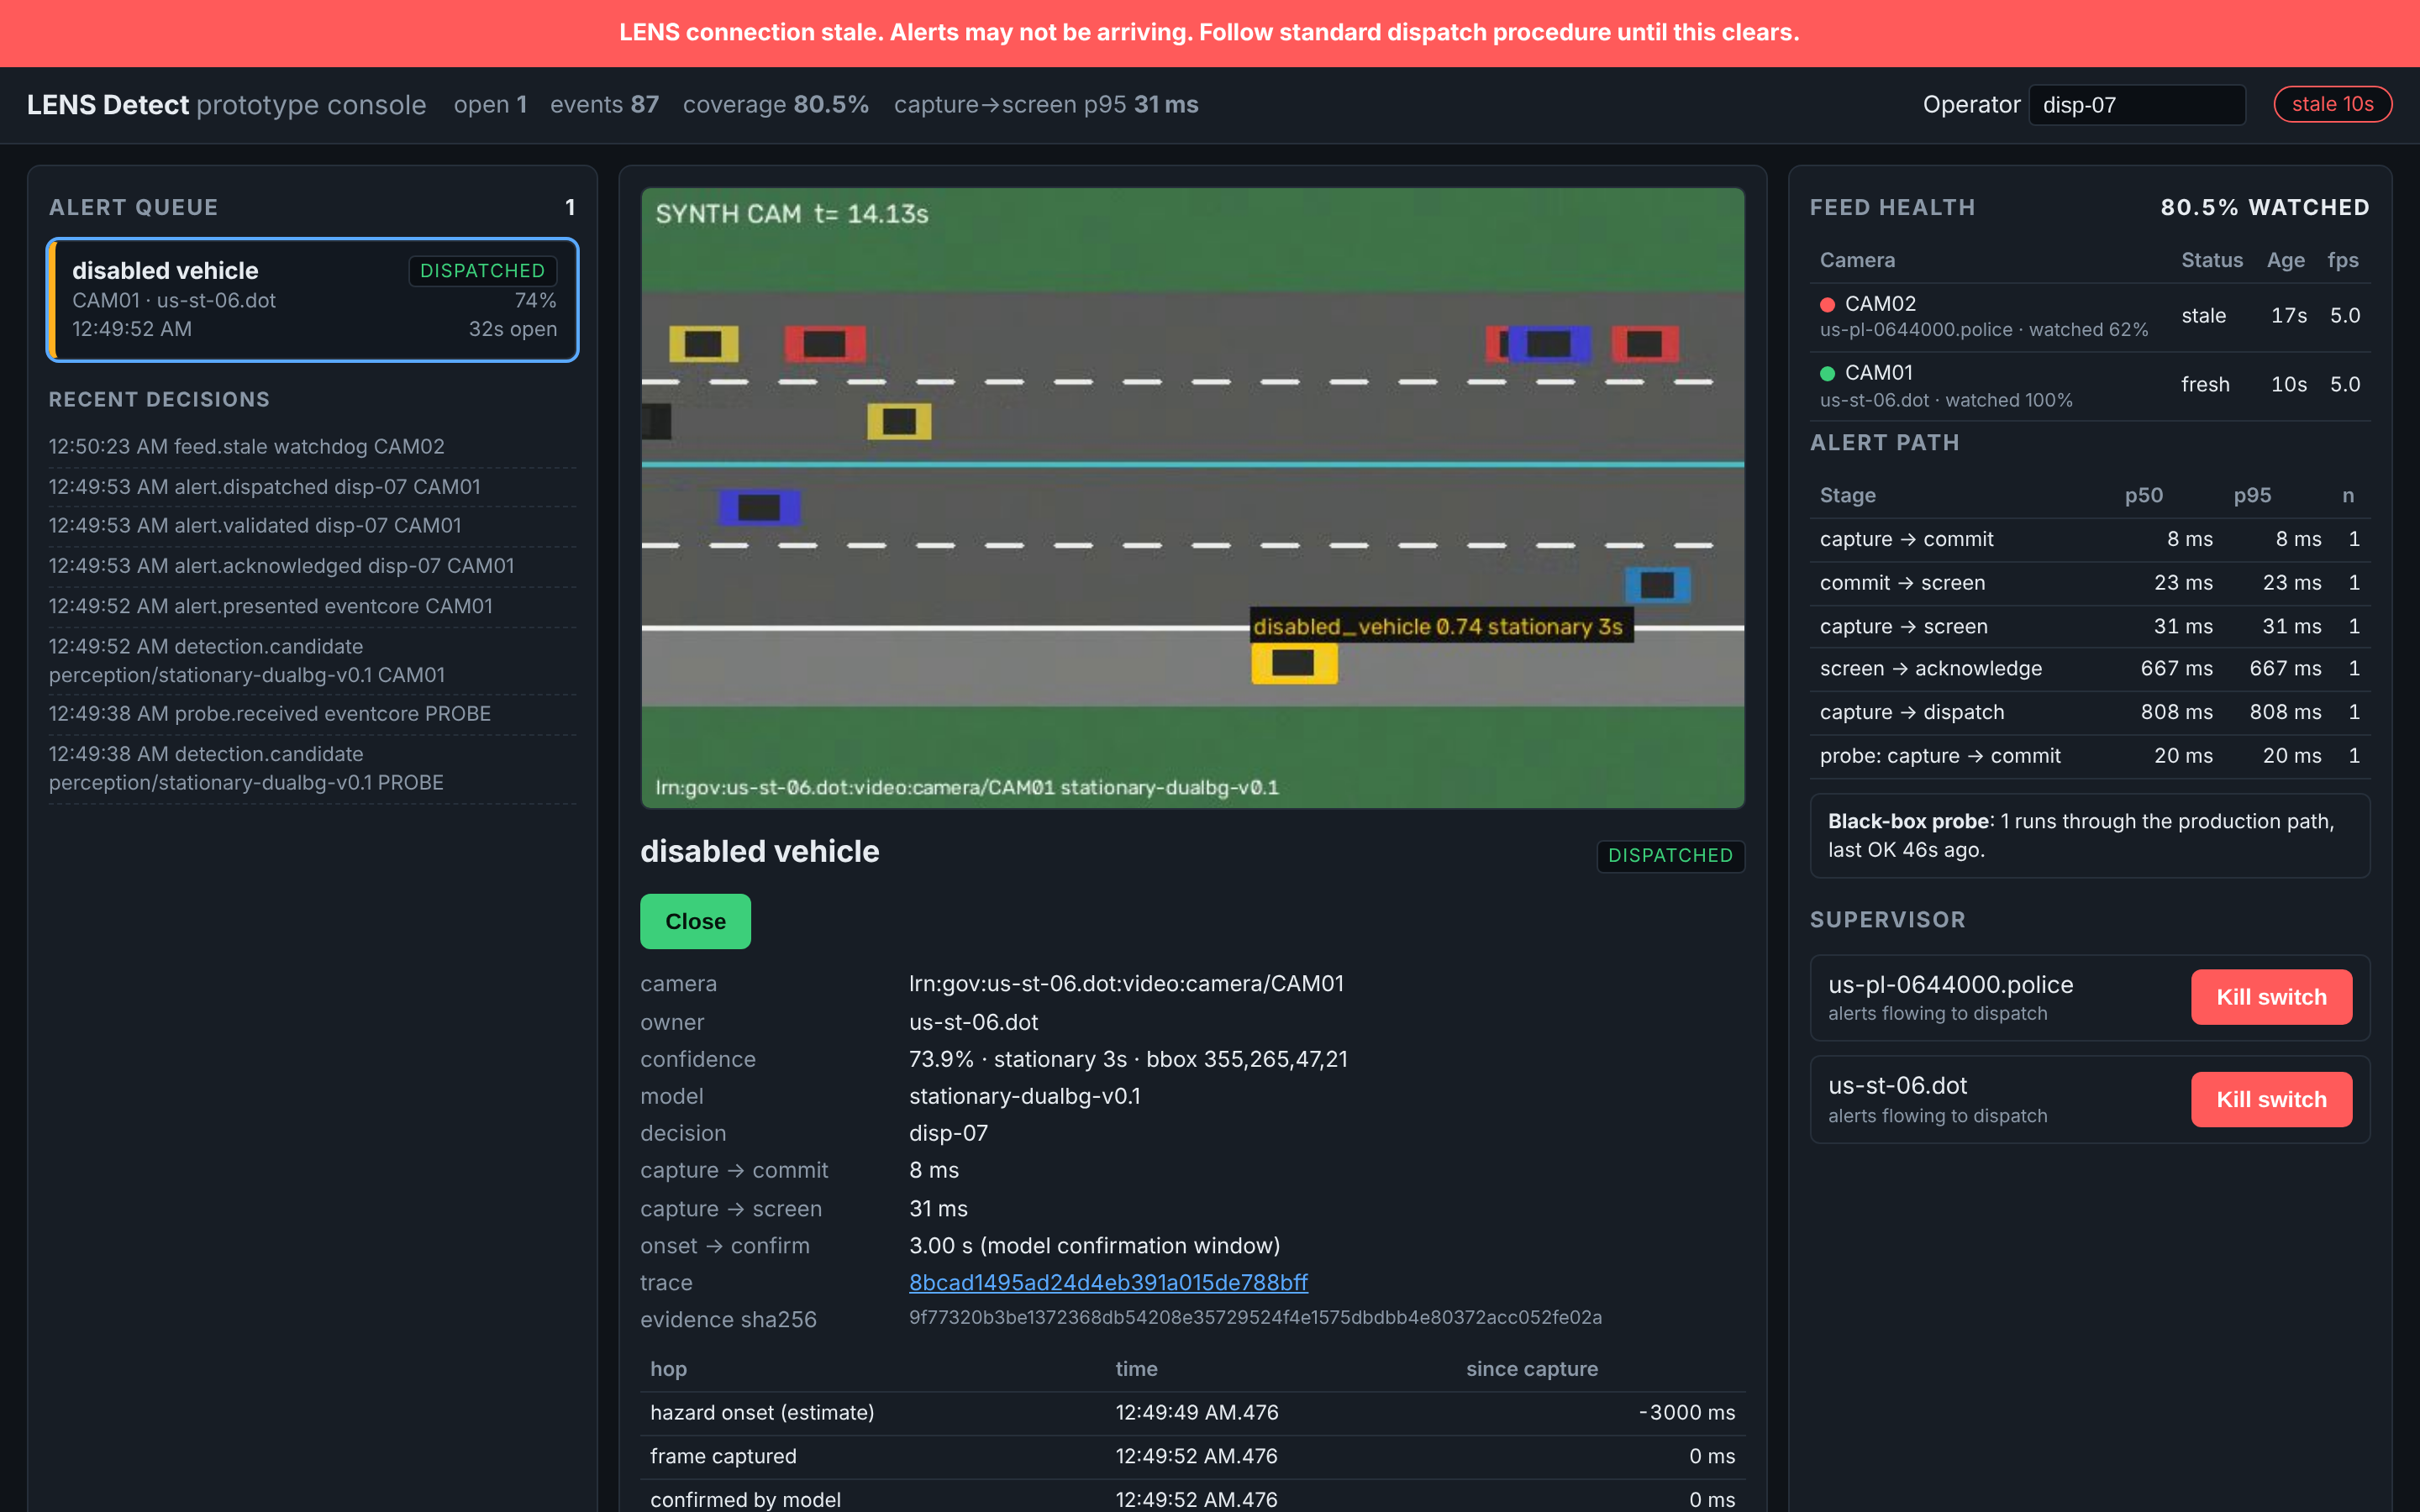 LENS connection stale. Alerts may not be arriving. Follow standard dispatch procedure until this clears.
LENS Detect prototype console open 1 events 87 coverage 80.5% capture→screen p95 31 ms Operator disp-07 stale 10s
ALERT QUEUE 1
disabled vehicle DISPATCHED
CAM01 · us-st-06.dot 74%
12:49:52 AM 32s open
RECENT DECISIONS
12:50:23 AM feed.stale watchdog CAM02
12:49:53 AM alert.dispatched disp-07 CAM01
12:49:53 AM alert.validated disp-07 CAM01
12:49:53 AM alert.acknowledged disp-07 CAM01
12:49:52 AM alert.presented eventcore CAM01
12:49:52 AM detection.candidate
perception/stationary-dualbg-v0.1 CAM01
12:49:38 AM probe.received eventcore PROBE
12:49:38 AM detection.candidate
perception/stationary-dualbg-v0.1 PROBE
SYNTH CAM t= 14.13s
disabled_vehicle 0.74 stationary 3s
lrn:gov:us-st-06.dot:video:camera/CAM01 stationary-dualbg-v0.1
disabled vehicle DISPATCHED
Close
camera lrn:gov:us-st-06.dot:video:camera/CAM01
owner us-st-06.dot
confidence 73.9% · stationary 3s · bbox 355,265,47,21
model stationary-dualbg-v0.1
decision disp-07
capture → commit 8 ms
capture → screen 31 ms
onset → confirm 3.00 s (model confirmation window)
trace 8bcad1495ad24d4eb391a015de788bff
evidence sha256 9f77320b3be1372368db54208e35729524f4e1575dbdbb4e80372acc052fe02a
hop time since capture
hazard onset (estimate) 12:49:49 AM.476 -3000 ms
frame captured 12:49:52 AM.476 0 ms
confirmed by model 12:49:52 AM.476 0 ms
FEED HEALTH 80.5% WATCHED
Camera Status Age fps
CAM02 stale 17s 5.0
us-pl-0644000.police · watched 62%
CAM01 fresh 10s 5.0
us-st-06.dot · watched 100%
ALERT PATH
Stage p50 p95 n
capture → commit 8 ms 8 ms 1
commit → screen 23 ms 23 ms 1
capture → screen 31 ms 31 ms 1
screen → acknowledge 667 ms 667 ms 1
capture → dispatch 808 ms 808 ms 1
probe: capture → commit 20 ms 20 ms 1
Black-box probe: 1 runs through the production path,
last OK 46s ago.
SUPERVISOR
us-pl-0644000.police Kill switch
alerts flowing to dispatch
us-st-06.dot Kill switch
alerts flowing to dispatch